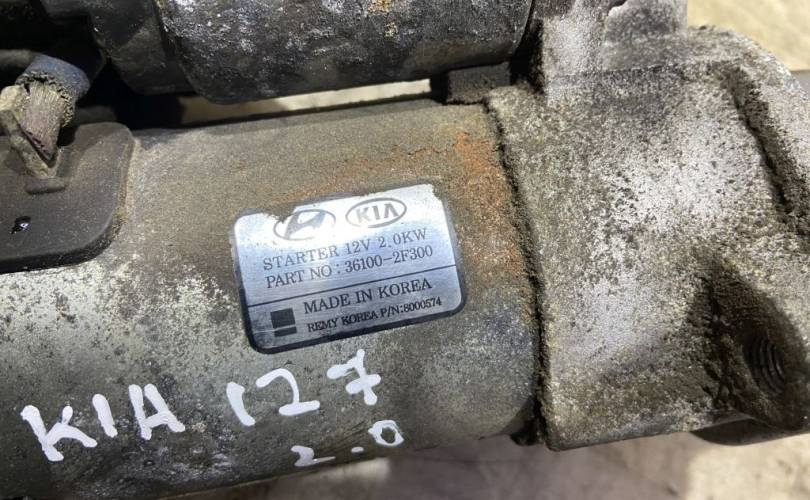 KIA
STARTER 12V 2.0KW
PART NO : 36100-2F300
MADE IN KOREA
REMY KOREA P/N:8000574
KIA 127
2.0